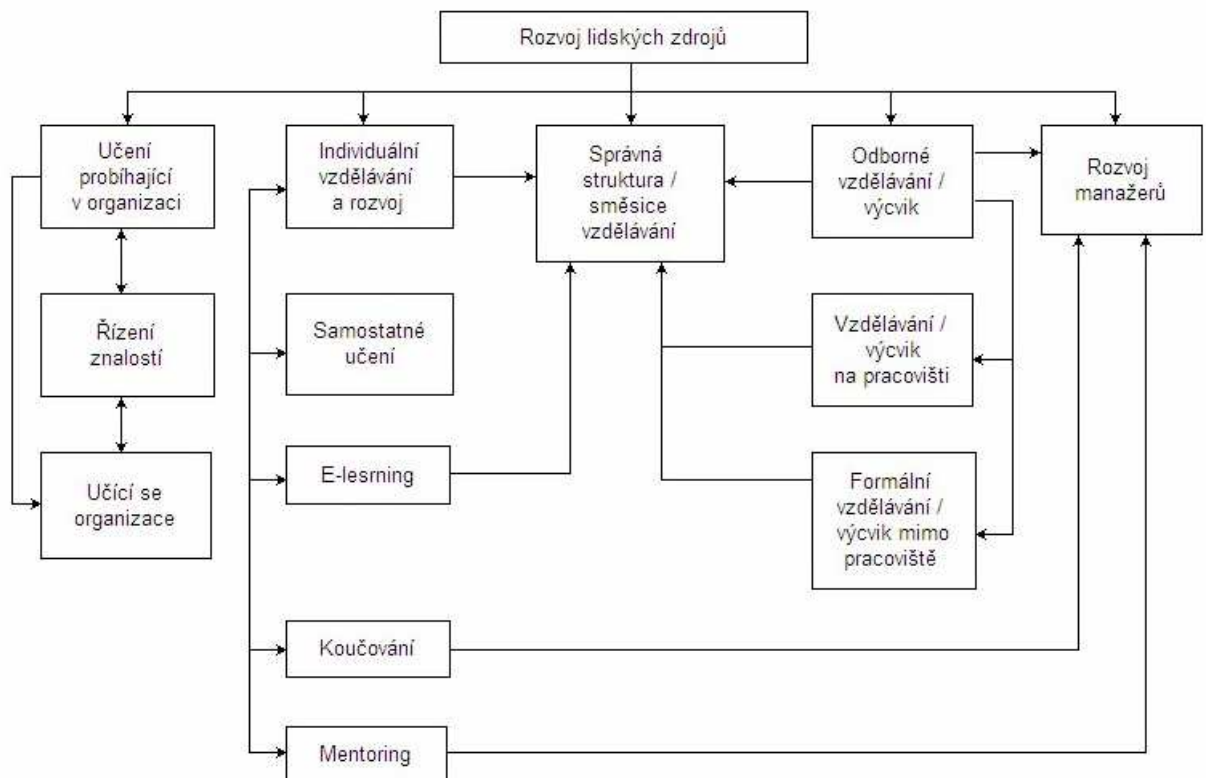 Rozvoj lidských zdrojů
Učení
probíhající
v organizaci
Individuální
vzdělávání
a rozvoj
Správná
struktura /
směsice
vzdělávání
Odborné
vzdělávání /
výcvik
Rozvoj
manažerů
Řízení
znalostí
Samostatné
učení
Vzdělávání /
výcvik
na pracovišti
Učící se
organizace
E-lesrning
Formální
vzdělávání /
výcvik mimo
pracoviště
Koučování
Mentoring